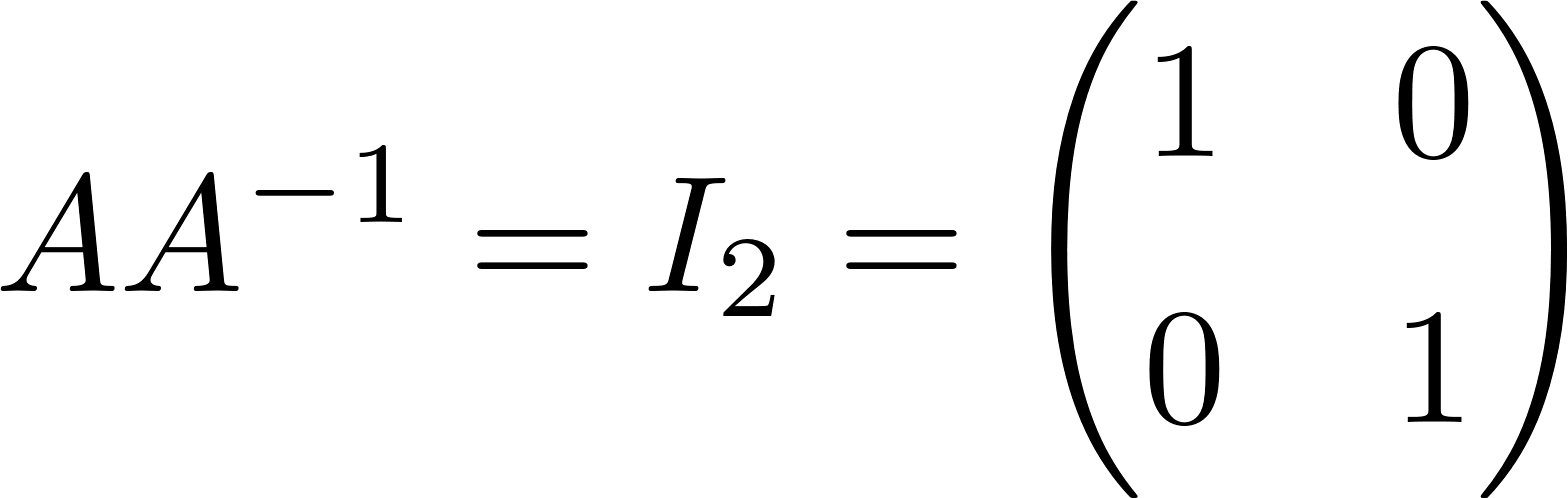 $AA^{-1} = I_2 = \begin{pmatrix} 1 & 0 \\ 0 & 1 \end{pmatrix}$